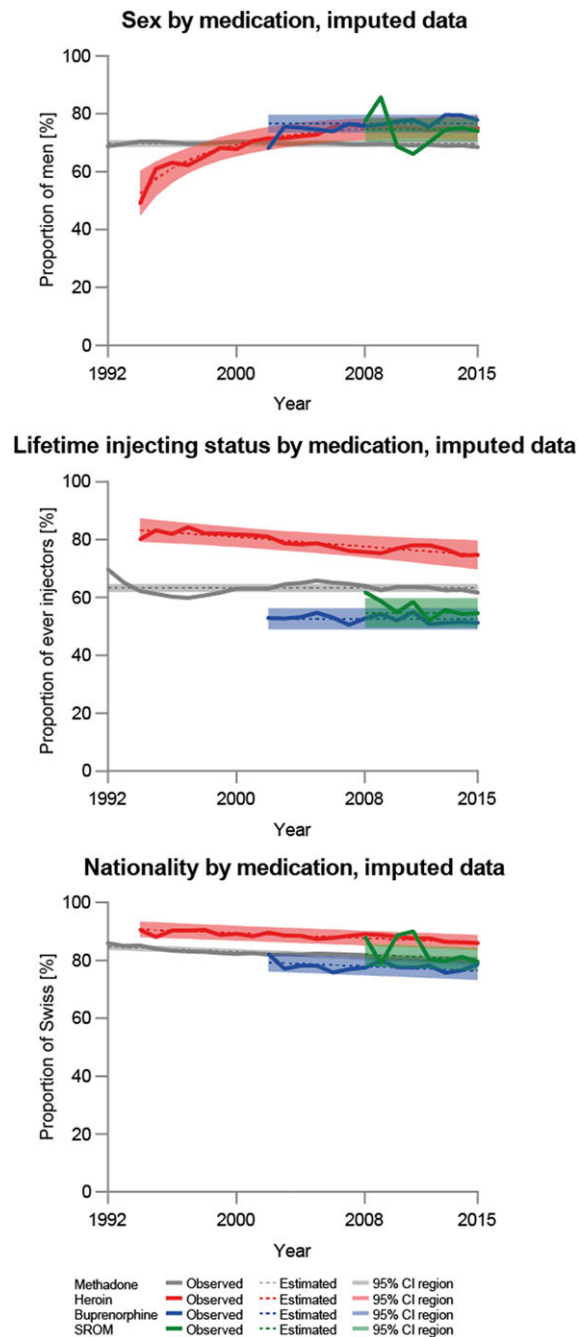 Sex by medication, imputed data
100
80
60
40
20
0
Proportion of men [%]
1992 2000 2008 2015
Year
Lifetime injecting status by medication, imputed data
100
80
60
40
20
0
Proportion of ever injectors [%]
1992 2000 2008 2015
Year
Nationality by medication, imputed data
100
80
60
40
20
0
Proportion of Swiss [%]
1992 2000 2008 2015
Year
Methadone Observed Estimated 95% CI region
Heroin Observed Estimated 95% CI region
Buprenorphine Observed Estimated 95% CI region
SROM Observed Estimated 95% CI region